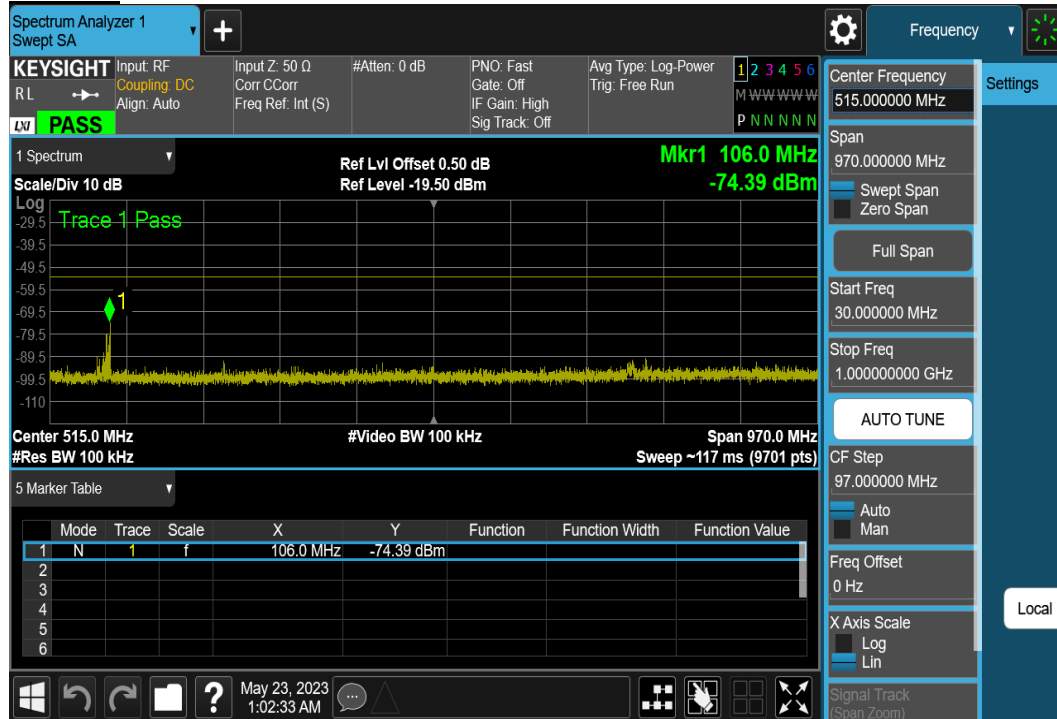 Spectrum Analyzer 1
Swept SA
+
Frequency
KEYSIGHT
RL
LXI
PASS
Input: RF
Coupling: DC
Align: Auto
Input Z: 50 Ω
Corr CCorr
Freq Ref: Int (S)
#Atten: 0 dB
PNO: Fast
Gate: Off
IF Gain: High
Sig Track: Off
Avg Type: Log-Power
Trig: Free Run
1 2 3 4 5 6
M W W W W W
P N N N N N
1 Spectrum
Scale/Div 10 dB
Ref Lvl Offset 0.50 dB
Ref Level -19.50 dBm
Mkr1 106.0 MHz
-74.39 dBm
Log
Trace 1 Pass
-29.5
-39.5
-49.5
-59.5
-69.5
-79.5
-89.5
-99.5
-110
1
Center 515.0 MHz
#Res BW 100 kHz
#Video BW 100 kHz
Span 970.0 MHz
Sweep ~117 ms (9701 pts)
5 Marker Table
Mode Trace Scale X Y Function Function Width Function Value
1 N 1 f 106.0 MHz -74.39 dBm
2
3
4
5
6
May 23, 2023
1:02:33 AM
Center Frequency
515.000000 MHz
Span
970.000000 MHz
Swept Span
Zero Span
Full Span
Start Freq
30.000000 MHz
Stop Freq
1.000000000 GHz
AUTO TUNE
CF Step
97.000000 MHz
Auto
Man
Freq Offset
0 Hz
X Axis Scale
Log
Lin
Signal Track
(Span Zoom)
Settings
Local